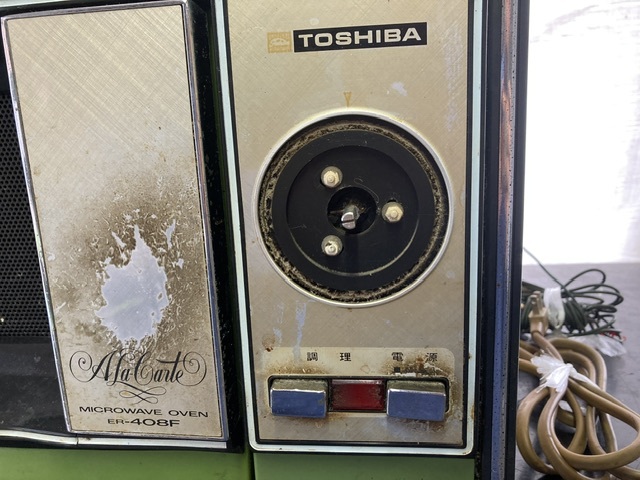 TOSHIBA
調理 電源
A La Carte
MICROWAVE OVEN
ER-408F